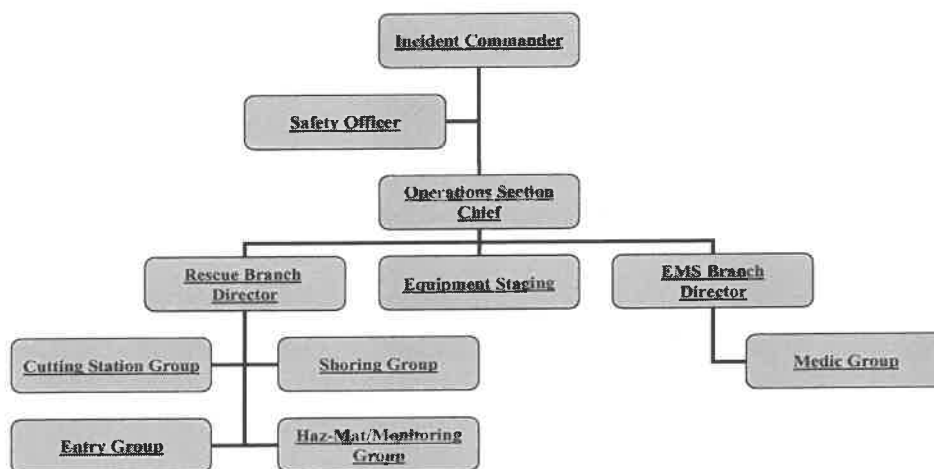 Incident Commander
Safety Officer
Operations Section
Chief
Rescue Branch
Director
Equipment Staging
EMS Branch
Director
Cutting Station Group
Shoring Group
Medic Group
Entry Group
Haz-Mat/Monitoring
Group